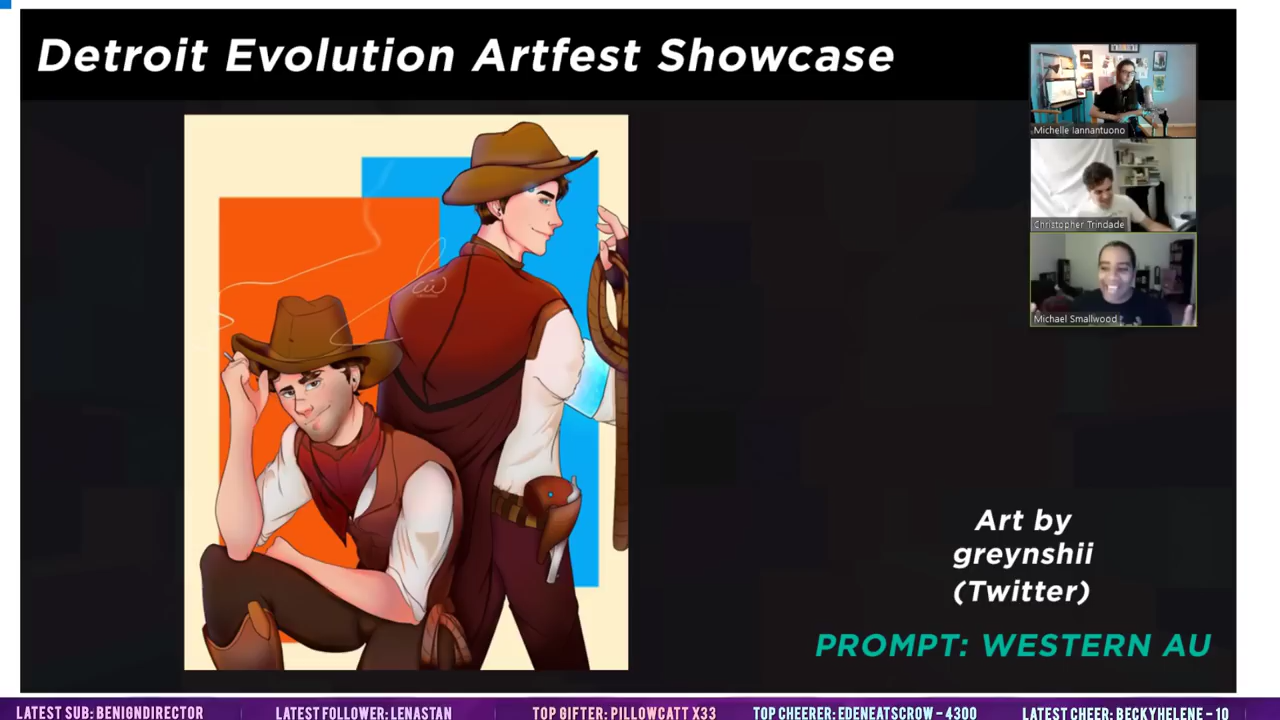 Detroit Evolution Artfest Showcase
Michelle Iannantuono
Christopher Trindade
Michael Smallwood
Art by
greynshii
(Twitter)
PROMPT: WESTERN AU
LATEST SUB: BENIGNDIRECTOR
LATEST FOLLOWER: LENASTAN
TOP GIFTER: PILLOWCATT X33
TOP CHEERER: EDENEATSCROW - 4300
LATEST CHEER: BECKYHELENE - 10